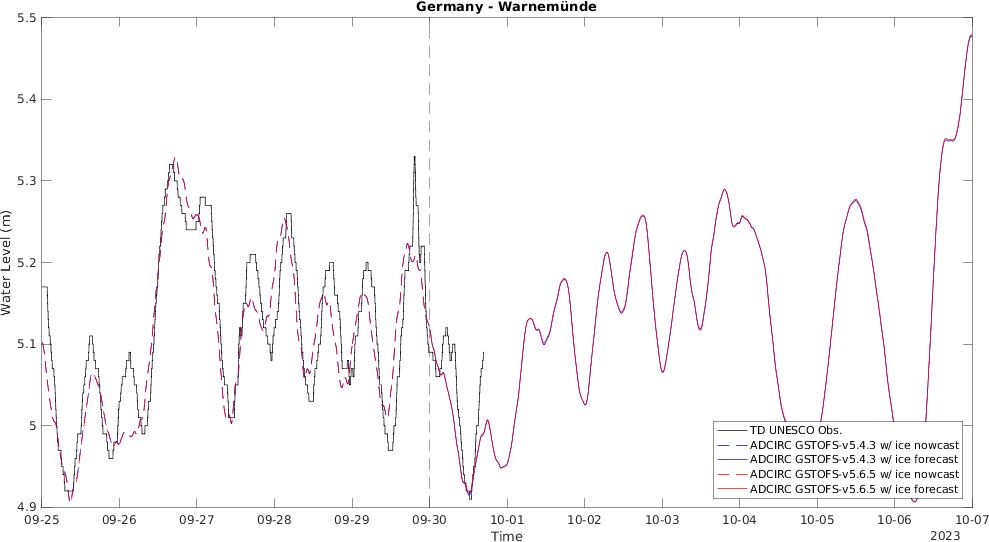 Germany - Warnemünde
5.5
5.4
5.3
5.2
5.1
5
4.9
Water Level (m)
TD UNESCO Obs.
ADCIRC GSTOFS-v5.4.3 w/ ice nowcast
ADCIRC GSTOFS-v5.4.3 w/ ice forecast
ADCIRC GSTOFS-v5.6.5 w/ ice nowcast
ADCIRC GSTOFS-v5.6.5 w/ ice forecast
09-25 09-26 09-27 09-28 09-29 09-30 10-01 10-02 10-03 10-04 10-05 10-06 10-07
Time 2023